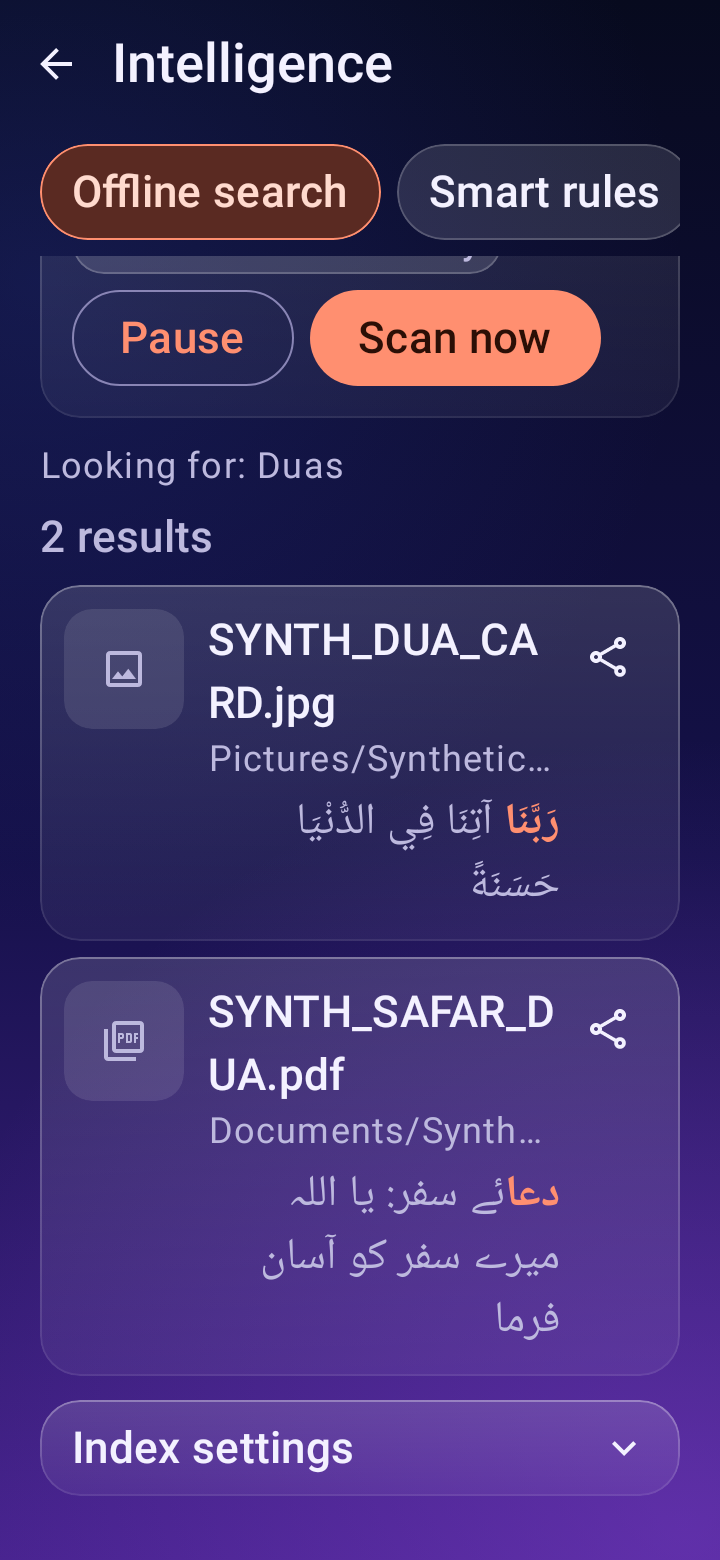 Intelligence
Offline search
Smart rules
Pause
Scan now
Looking for: Duas
2 results
SYNTH_DUA_CA
RD.jpg
Pictures/Synthetic…
رَبَّنَا آتِنَا فِي الدُّنْيَا
حَسَنَةً
SYNTH_SAFAR_D
UA.pdf
PDF
Documents/Synth…
دعائے سفر: یا اللہ
میرے سفر کو آسان
فرما
Index settings